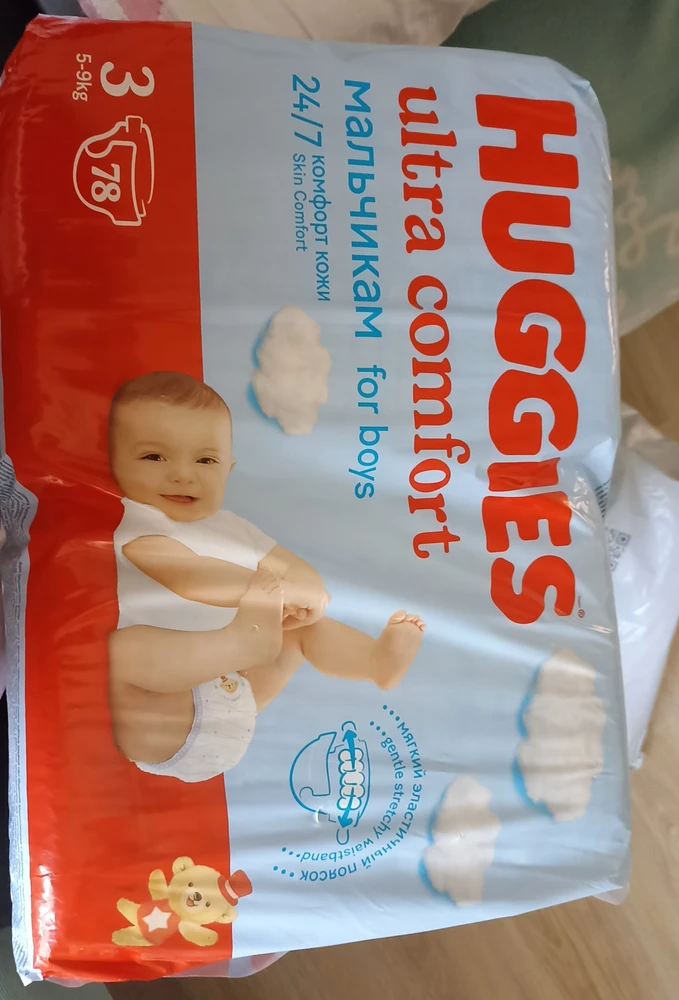 HUGGIES®
ultra comfort
мальчикам for boys
24/7 комфорт кожи
Skin Comfort
3
5-9kg
78
мягкий эластичный поясок
gentle stretchy waistband